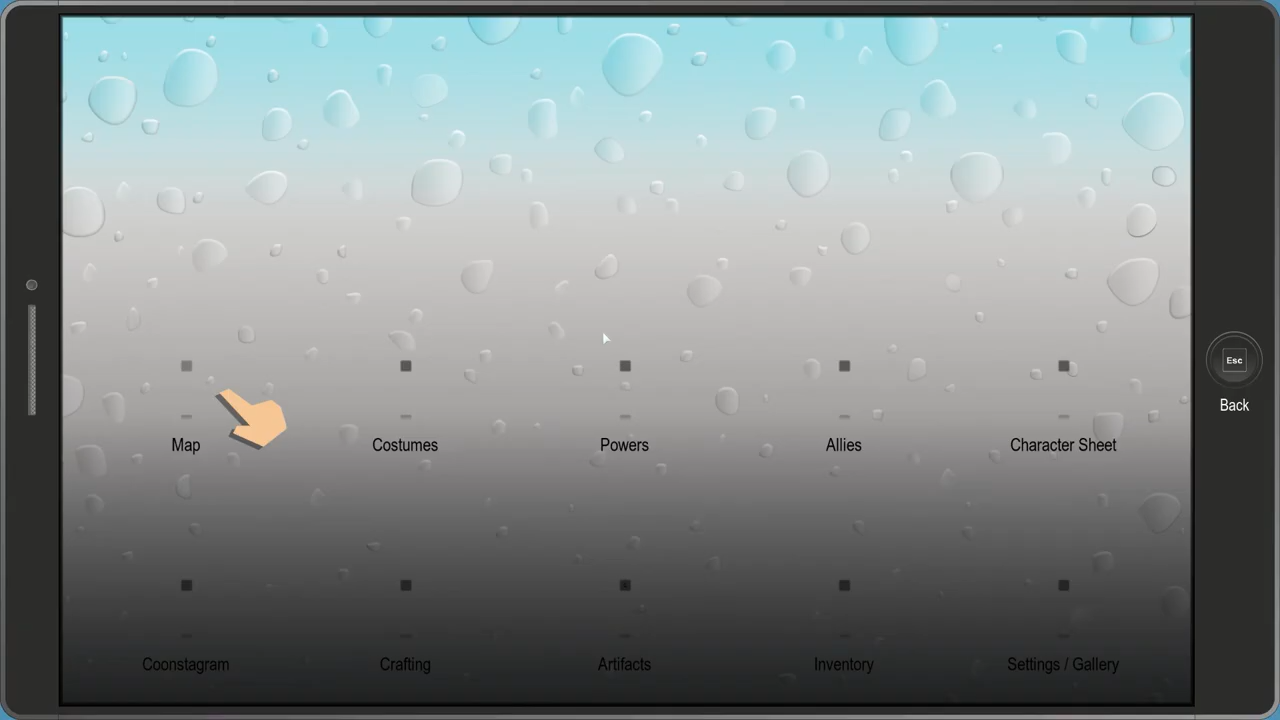 Esc
Back
Map
Costumes
Powers
Allies
Character Sheet
Coonstagram
Crafting
Artifacts
Inventory
Settings / Gallery